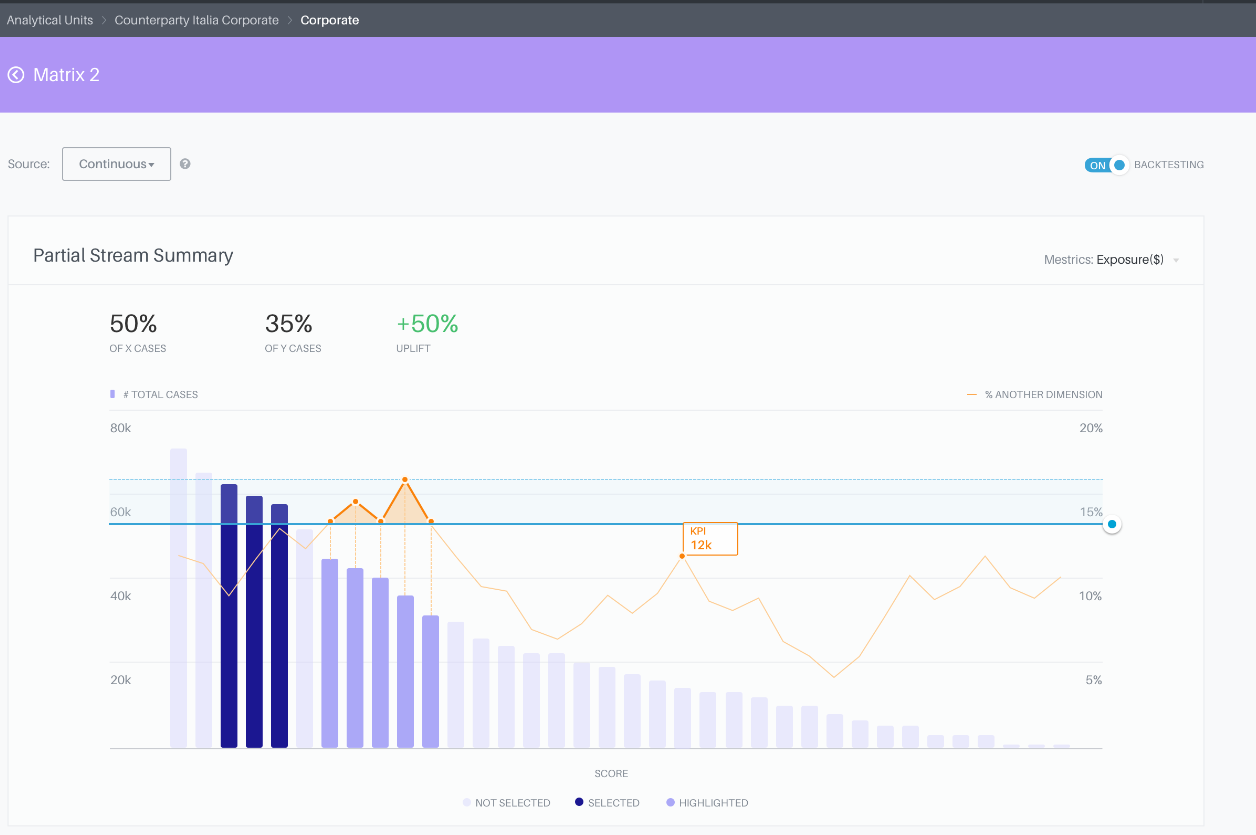 Analytical Units > Counterparty Italia Corporate > Corporate
Matrix 2
Source: Continuous
?
ON BACKTESTING
Partial Stream Summary
Mestrics: Exposure($)
50% 35% +50%
OF X CASES OF Y CASES UPLIFT
# TOTAL CASES % ANOTHER DIMENSION
80k 20%
60k 15%
KPI
12k
40k 10%
20k 5%
SCORE
NOT SELECTED SELECTED HIGHLIGHTED